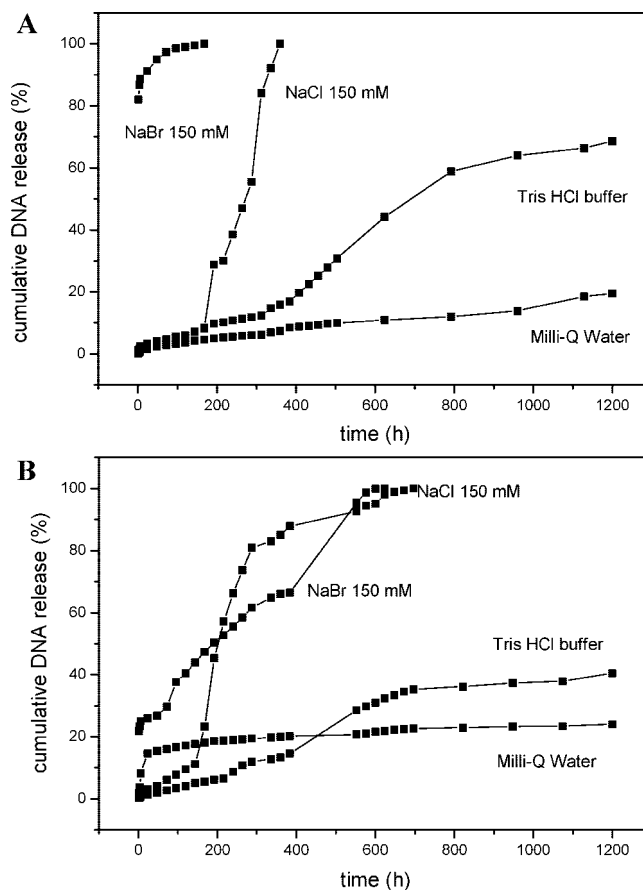 A
100
80
60
40
20
0
cumulative DNA release (%)
NaBr 150 mM
NaCl 150 mM
Tris HCl buffer
Milli-Q Water
0 200 400 600 800 1000 1200
time (h)
B
100
80
60
40
20
0
cumulative DNA release (%)
NaCl 150 mM
NaBr 150 mM
Tris HCl buffer
Milli-Q Water
0 200 400 600 800 1000 1200
time (h)